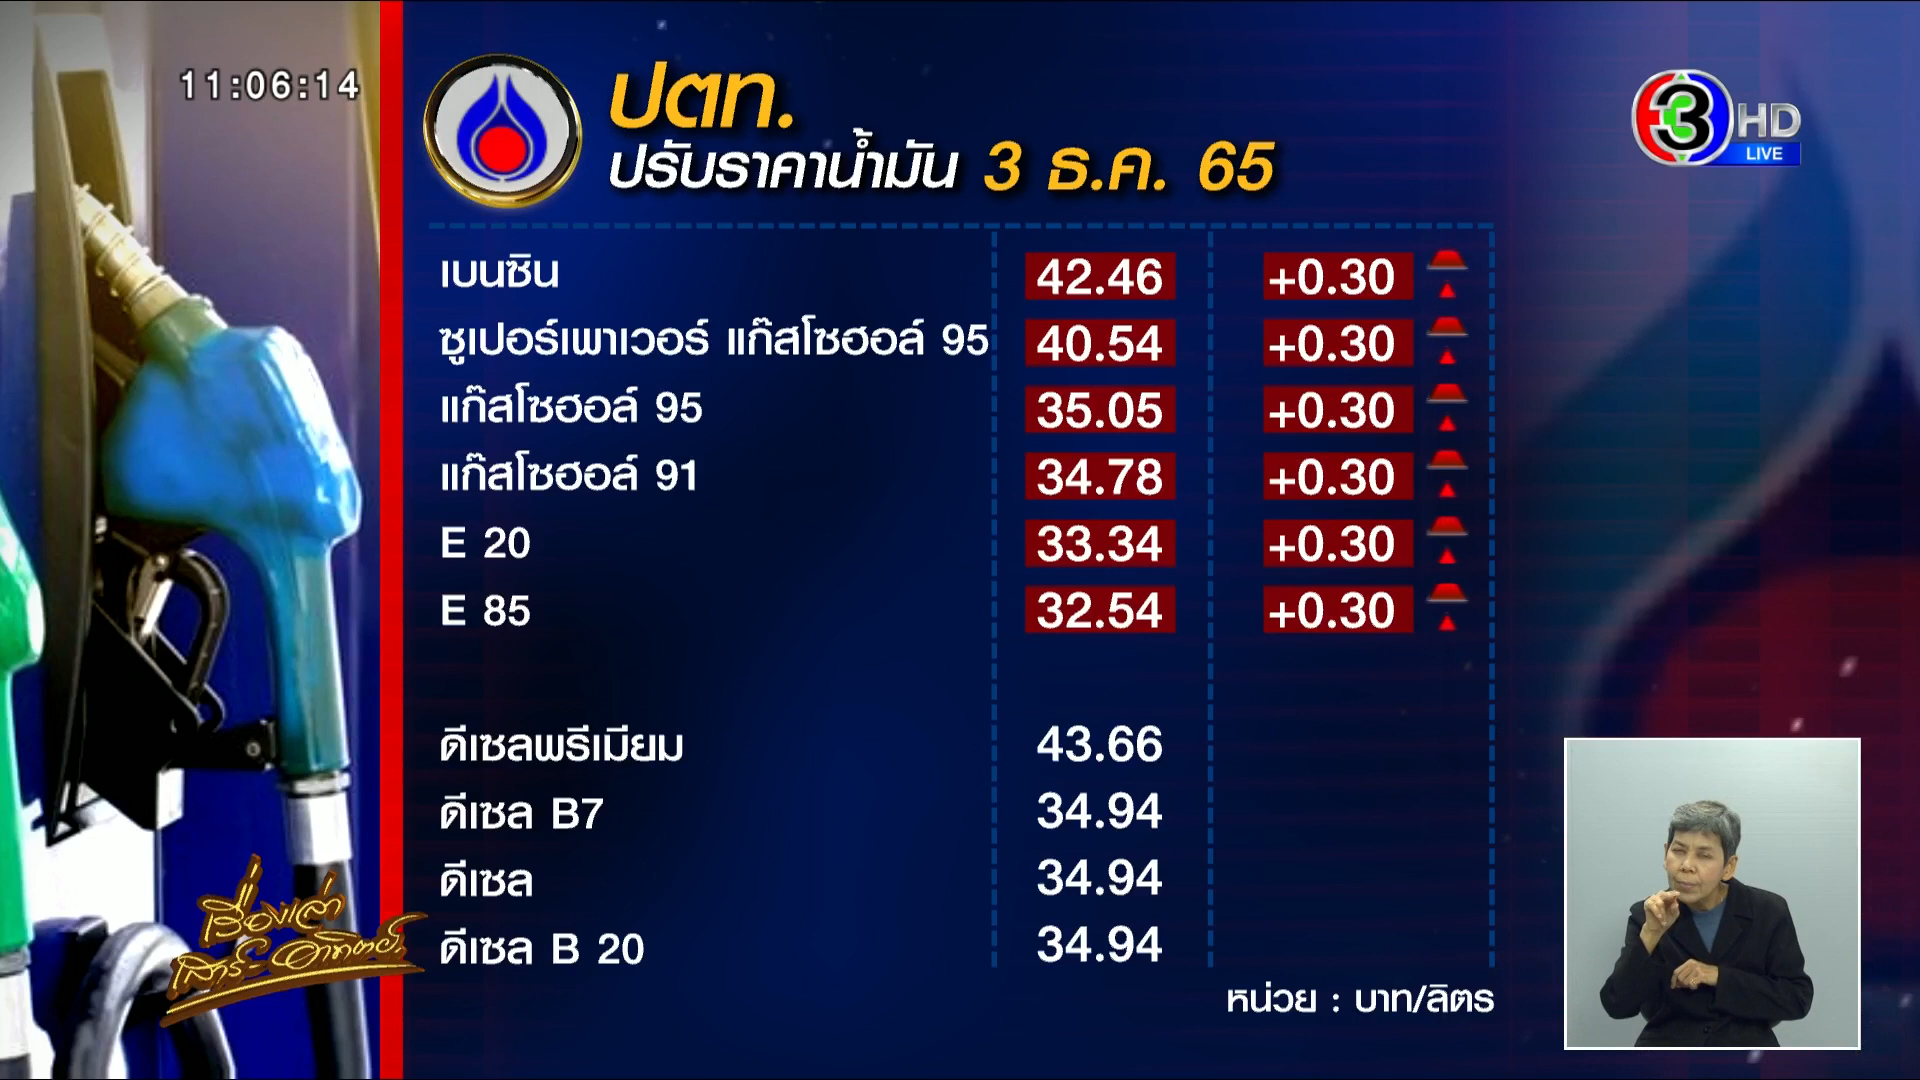 11:06:14
ปตท.
ปรับราคาน้ำมัน 3 ธ.ค. 65
3 HD
LIVE
เบนซิน 42.46 +0.30
ซูเปอร์เพาเวอร์ แก๊สโซฮอล์ 95 40.54 +0.30
แก๊สโซฮอล์ 95 35.05 +0.30
แก๊สโซฮอล์ 91 34.78 +0.30
E 20 33.34 +0.30
E 85 32.54 +0.30
ดีเซลพรีเมียม 43.66
ดีเซล B7 34.94
ดีเซล 34.94
ดีเซล B 20 34.94
หน่วย : บาท/ลิตร
เรื่องเล่า
เสาร์-อาทิตย์